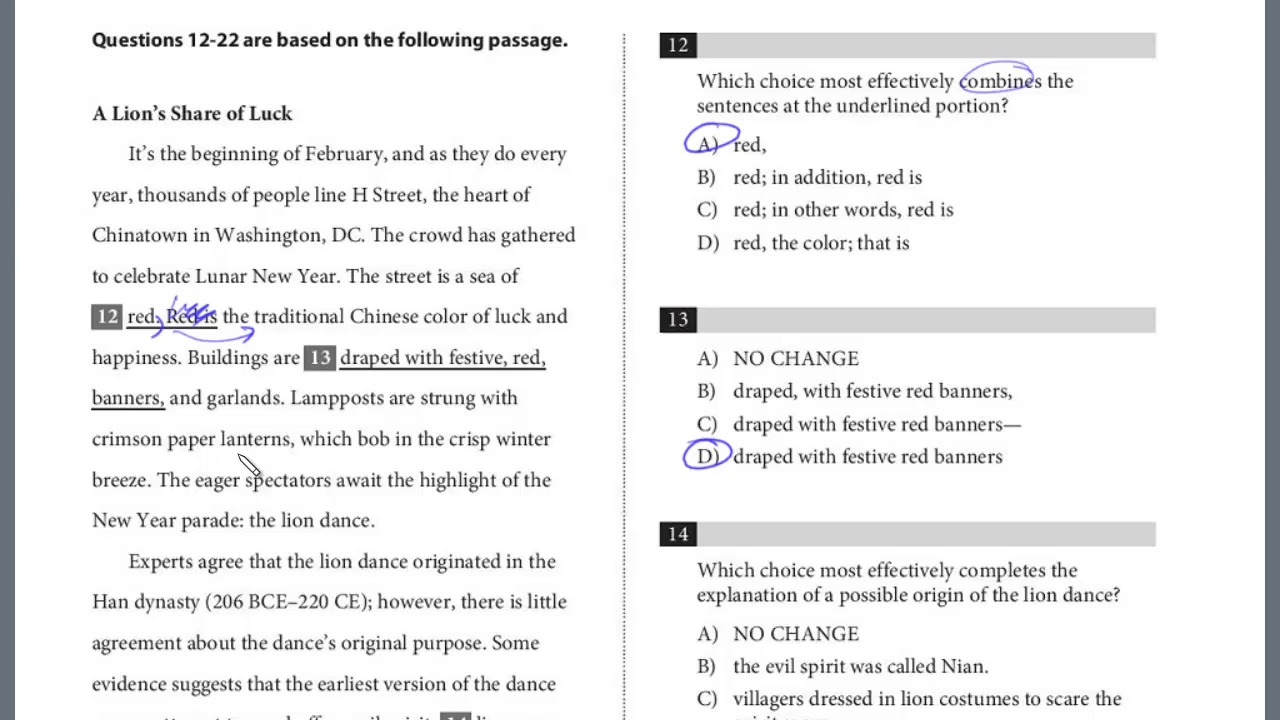 Questions 12-22 are based on the following passage.
A Lion's Share of Luck
It's the beginning of February, and as they do every
year, thousands of people line H Street, the heart of
Chinatown in Washington, DC. The crowd has gathered
to celebrate Lunar New Year. The street is a sea of
12 red. Red is the traditional Chinese color of luck and
happiness. Buildings are 13 draped with festive, red,
banners, and garlands. Lampposts are strung with
crimson paper lanterns, which bob in the crisp winter
breeze. The eager spectators await the highlight of the
New Year parade: the lion dance.
Experts agree that the lion dance originated in the
Han dynasty (206 BCE–220 CE); however, there is little
agreement about the dance's original purpose. Some
evidence suggests that the earliest version of the dance
12
Which choice most effectively combines the
sentences at the underlined portion?
A) red,
B) red; in addition, red is
C) red; in other words, red is
D) red, the color; that is
13
A) NO CHANGE
B) draped, with festive red banners,
C) draped with festive red banners—
D) draped with festive red banners
14
Which choice most effectively completes the
explanation of a possible origin of the lion dance?
A) NO CHANGE
B) the evil spirit was called Nian.
C) villagers dressed in lion costumes to scare the